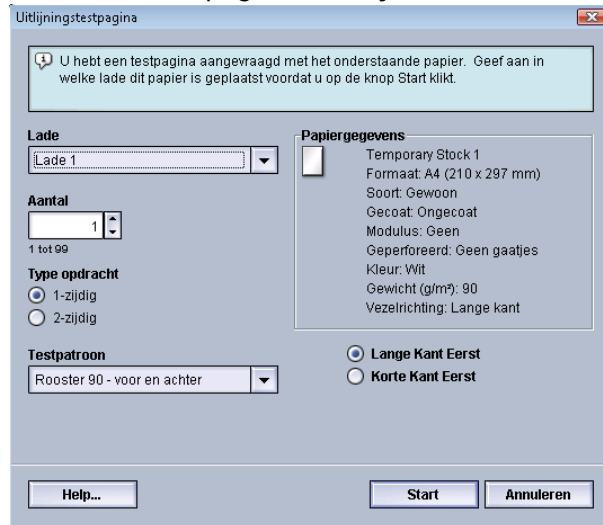 Uitlijningstestpagina
U hebt een testpagina aangevraagd met het onderstaande papier. Geef aan in
welke lade dit papier is geplaatst voordat u op de knop Start klikt.
Lade
Lade 1
Aantal
1
1 tot 99
Type opdracht
1-zijdig
2-zijdig
Testpatroon
Rooster 90 - voor en achter
Papiergegevens
Temporary Stock 1
Formaat: A4 (210 x 297 mm)
Soort: Gewoon
Gecoat: Ongecoat
Modulus: Geen
Geperforeerd: Geen gaatjes
Kleur: Wit
Gewicht (g/m²): 90
Vezelrichting: Lange kant
Lange Kant Eerst
Korte Kant Eerst
Help...
Start
Annuleren